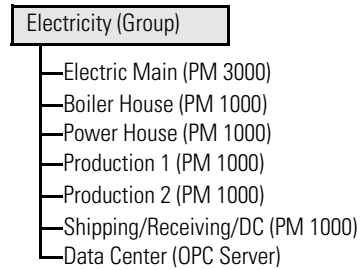 Electricity (Group)
Electric Main (PM 3000)
Boiler House (PM 1000)
Power House (PM 1000)
Production 1 (PM 1000)
Production 2 (PM 1000)
Shipping/Receiving/DC (PM 1000)
Data Center (OPC Server)